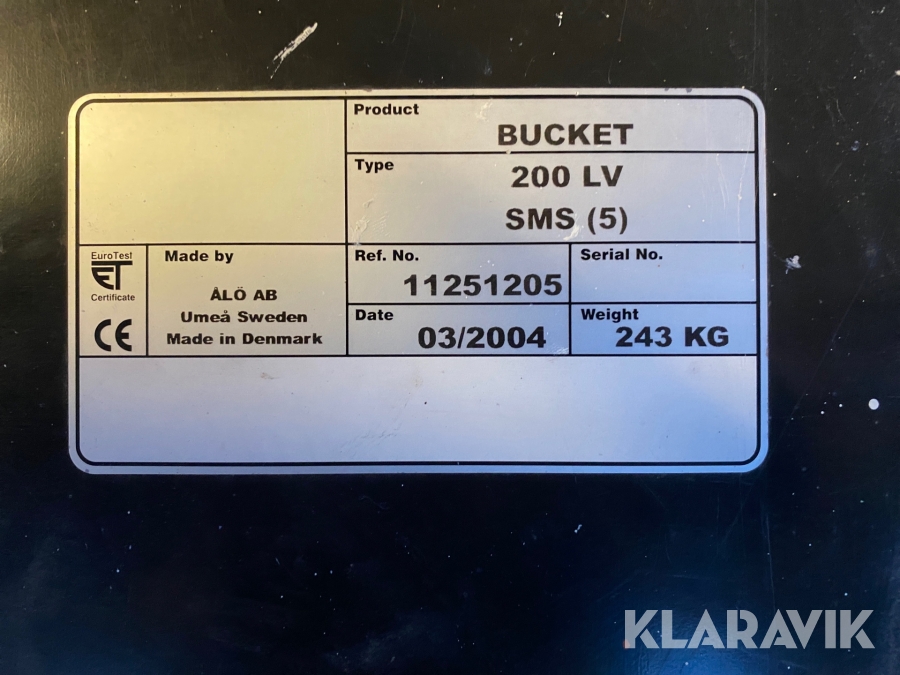 Product
BUCKET
Type
200 LV
SMS (5)
EuroTest
ET
Certificate
CE
Made by
ÅLÖ AB
Umeå Sweden
Made in Denmark
Ref. No.
11251205
Serial No.
Date
03/2004
Weight
243 KG
KLARAVIK